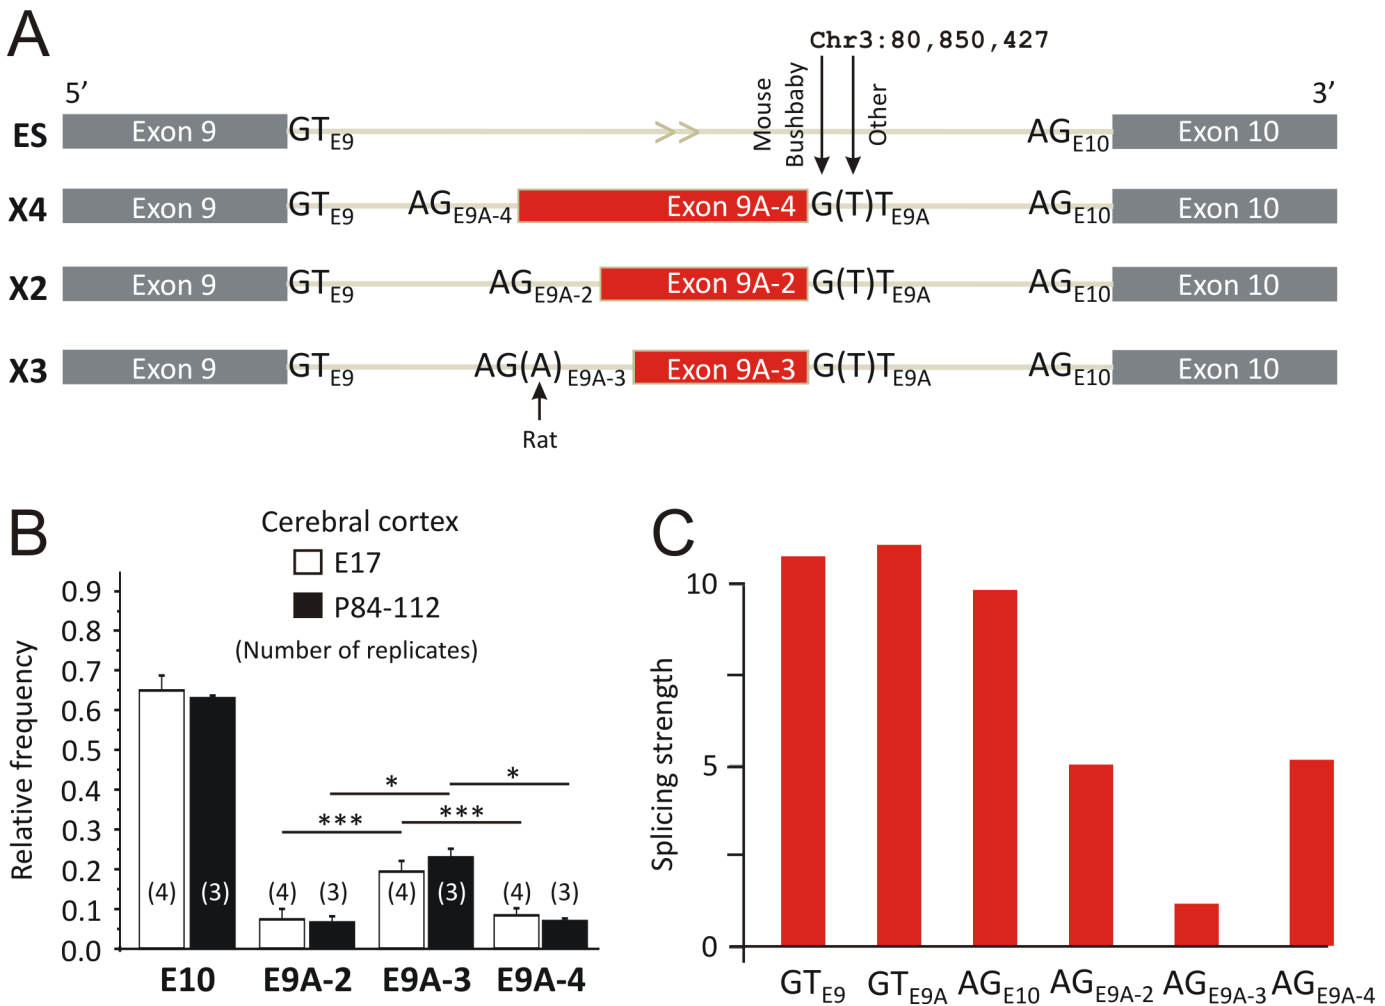 A
Chr3:80,850,427
5’
Mouse
Bushbaby
Other
3’
ES Exon 9 GTE9 >> AGE10 Exon 10
X4 Exon 9 GTE9 AGE9A-4 Exon 9A-4 G(T)TE9A AGE10 Exon 10
X2 Exon 9 GTE9 AGE9A-2 Exon 9A-2 G(T)TE9A AGE10 Exon 10
X3 Exon 9 GTE9 AG(A)E9A-3 Exon 9A-3 G(T)TE9A AGE10 Exon 10
Rat
B
Cerebral cortex
E17
P84-112
(Number of replicates)
Relative frequency
0.9
0.8
0.7
0.6
0.5
0.4
0.3
0.2
0.1
0.0
* *
*** ***
(4) (3) (4) (3) (4) (3) (4) (3)
E10 E9A-2 E9A-3 E9A-4
C
Splicing strength
10
5
0
GTE9 GTE9A AGE10 AGE9A-2 AGE9A-3 AGE9A-4